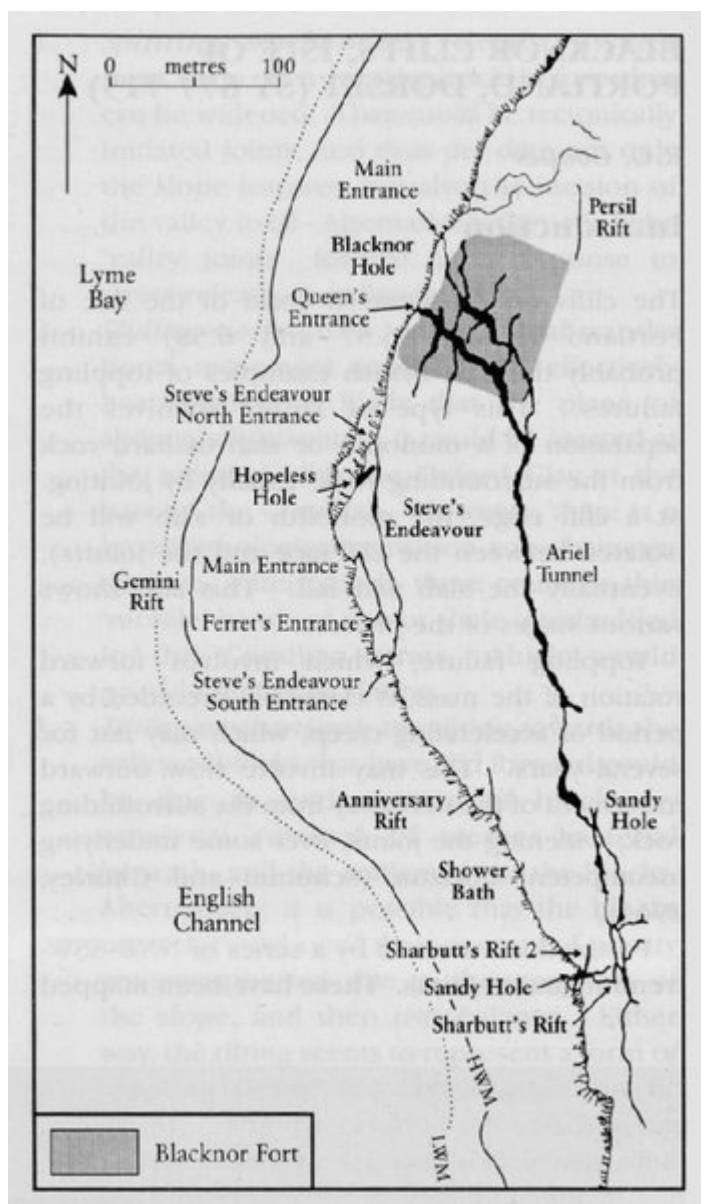 N
0 metres 100
Main
Entrance
Persil
Rift
Blacknor
Hole
Lyme
Bay
Queen's
Entrance
Steve's Endeavour
North Entrance
Hopeless
Hole
Steve's
Endeavour
Main Entrance
Ariel
Tunnel
Gemini
Rift
Ferret's Entrance
Steve's Endeavour
South Entrance
Anniversary
Rift
Sandy
Hole
Shower
Bath
English
Channel
Sharbutt's Rift 2
Sandy Hole
Sharbutt's Rift
HWM
LWM
Blacknor Fort